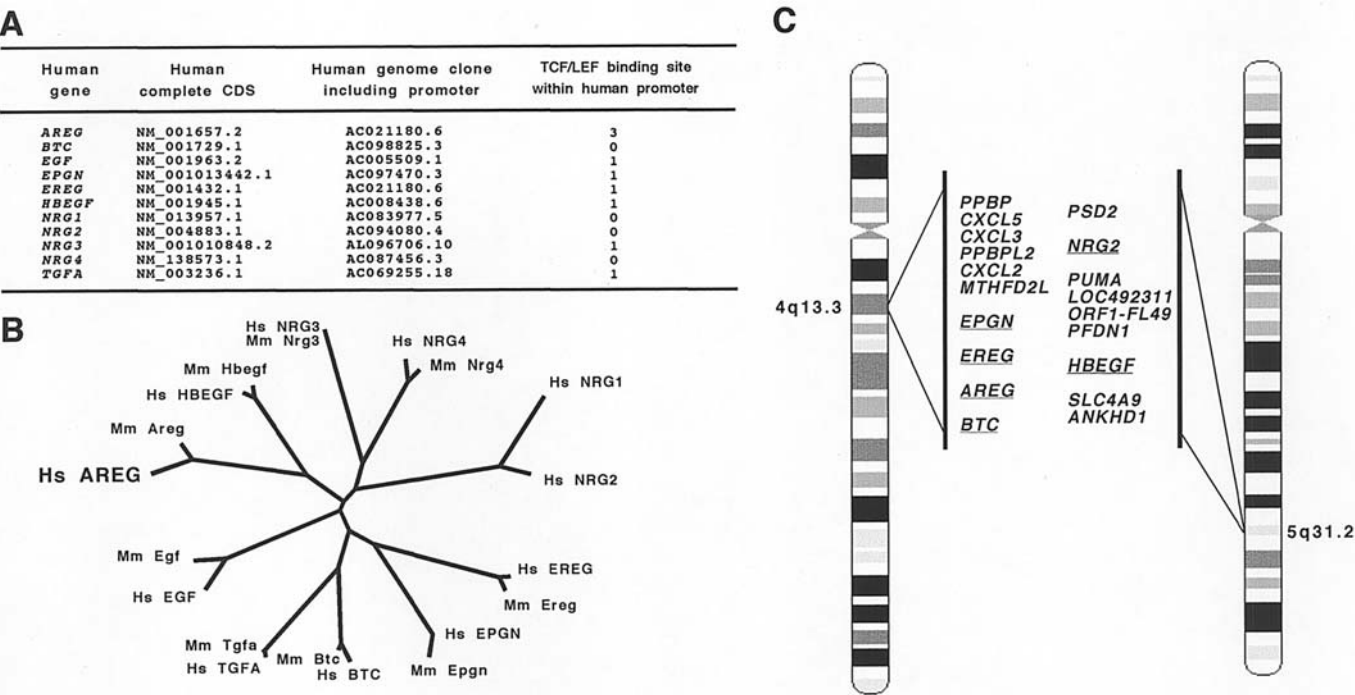 A
Human Human Human genome clone TCF/LEF binding site
gene complete CDS including promoter within human promoter
AREG NM_001657.2 AC021180.6 3
BTC NM_001729.1 AC098825.3 0
EGF NM_001963.2 AC005509.1 1
EPGN NM_001013442.1 AC097470.3 1
EREG NM_001432.1 AC021180.6 1
HBEGF NM_001945.1 AC008438.6 1
NRG1 NM_013957.1 AC083977.5 0
NRG2 NM_004883.1 AC094080.4 0
NRG3 NM_001010848.2 AL096706.10 1
NRG4 NM_138573.1 AC087456.3 0
TGFA NM_003236.1 AC069255.18 1
B
Hs NRG3
Mm Nrg3
Hs NRG4
Mm Nrg4
Mm Hbegf
Hs HBEGF
Hs NRG1
Mm Areg
Hs AREG
Hs NRG2
Mm Egf
Hs EGF
Hs EREG
Mm Ereg
Hs EPGN
Mm Epgn
Mm Tgfa
Hs TGFA
Mm Btc
Hs BTC
C
4q13.3
PPBP
CXCL5
CXCL3
PPBPL2
CXCL2
MTHFD2L
EPGN
EREG
AREG
BTC
PSD2
NRG2
PUMA
LOC492311
ORF1-FL49
PFDN1
HBEGF
SLC4A9
ANKHD1
5q31.2